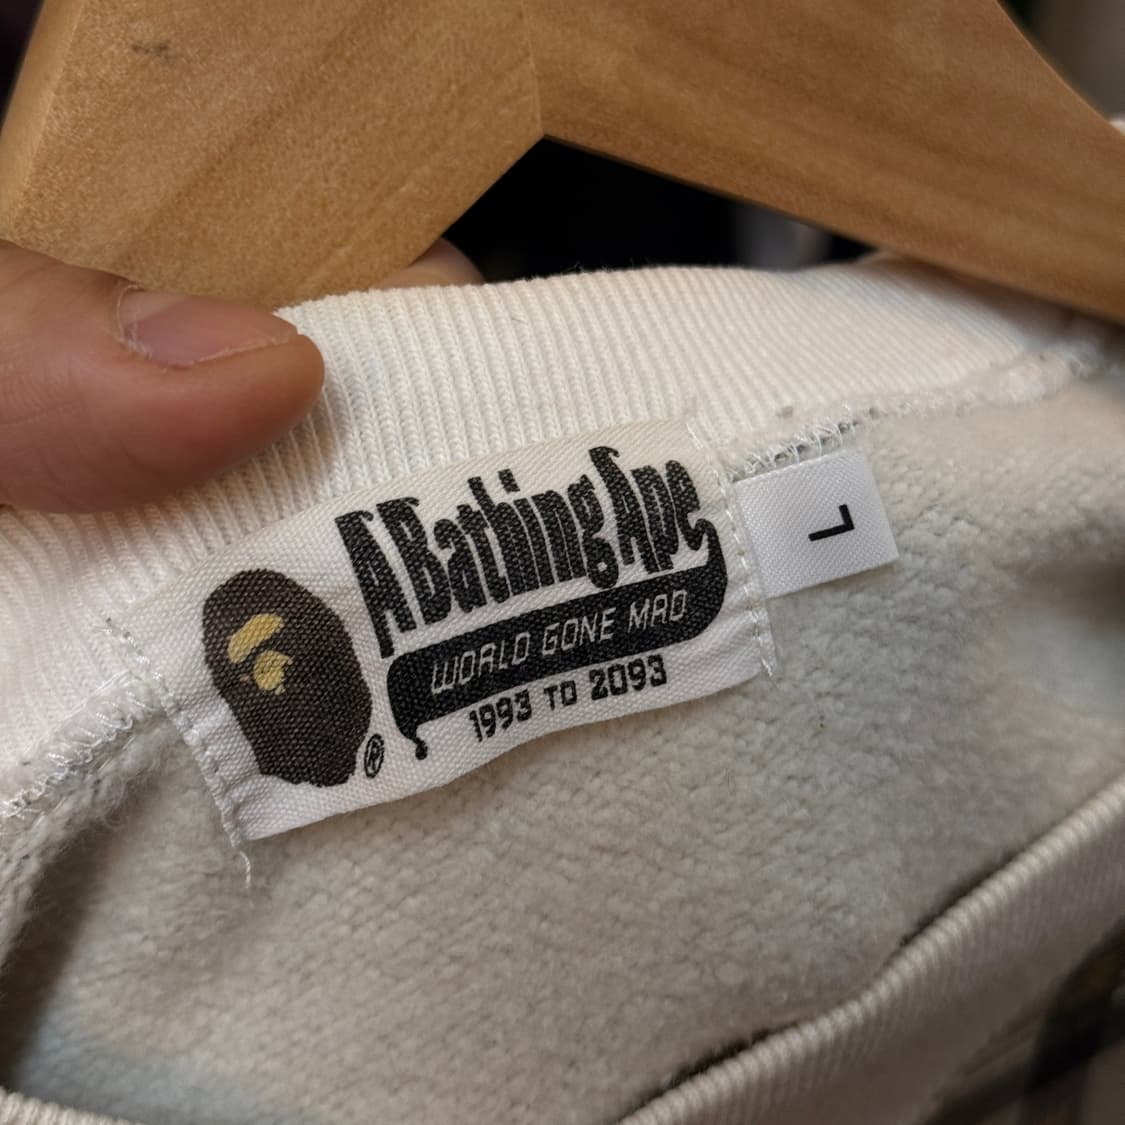 A Bathing Ape
WORLD GONE MAD
1993 TO 2093
®
L